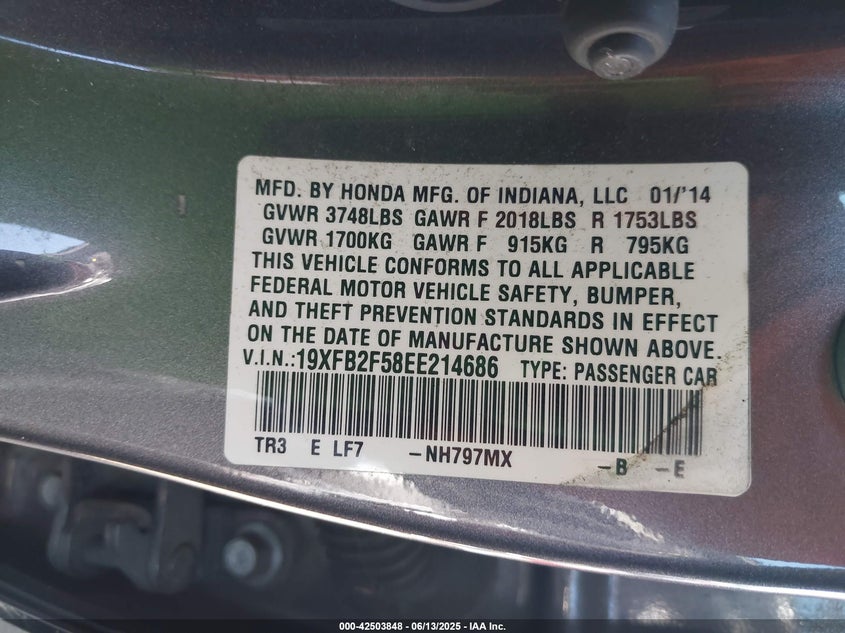 MFD. BY HONDA MFG. OF INDIANA, LLC 01/'14
GVWR 3748LBS GAWR F 2018LBS R 1753LBS
GVWR 1700KG GAWR F 915KG R 795KG
THIS VEHICLE CONFORMS TO ALL APPLICABLE
FEDERAL MOTOR VEHICLE SAFETY, BUMPER,
AND THEFT PREVENTION STANDARDS IN EFFECT
ON THE DATE OF MANUFACTURE SHOWN ABOVE.
V.I.N.:19XFB2F58EE214686 TYPE: PASSENGER CAR
TR3 E LF7 -NH797MX -B -E
000-42503848 - 06/13/2025 - IAA Inc.